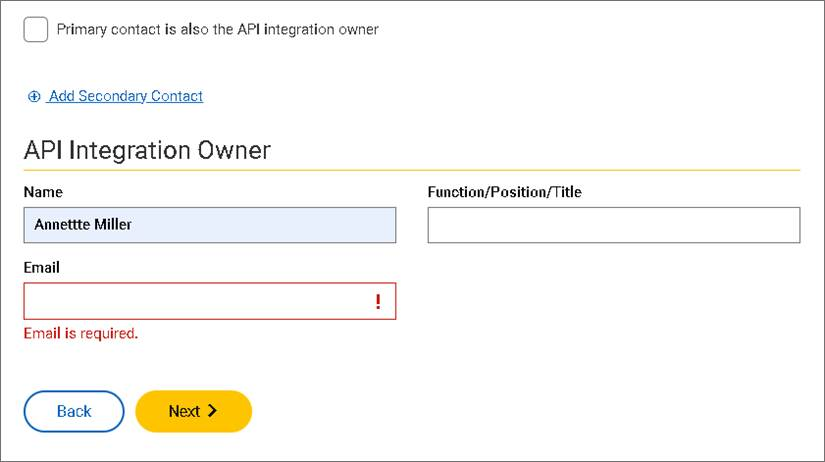 Primary contact is also the API integration owner
Add Secondary Contact
API Integration Owner
Name
Function/Position/Title
Annettte Miller
Email
!
Email is required.
Back
Next